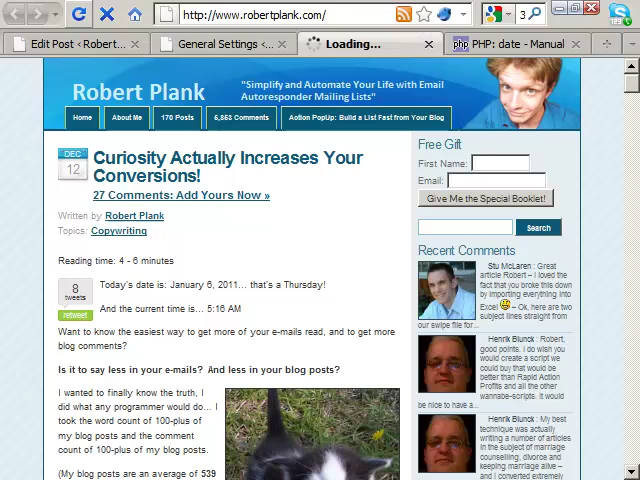 http://www.robertplank.com/
3
123
Edit Post ‹ Robert...
General Settings ‹...
Loading...
php PHP: date - Manual
Robert Plank
"Simplify and Automate Your Life with Email
Autoresponder Mailing Lists"
Home
About Me
170 Posts
6,858 Comments
Action PopUp: Build a List Fast from Your Blog
DEC
12
Curiosity Actually Increases Your
Conversions!
27 Comments: Add Yours Now »
Written by Robert Plank
Topics: Copywriting
Reading time: 4 - 6 minutes
8
tweets
retweet
Today's date is: January 6, 2011... that's a Thursday!
And the current time is... 5:16 AM
Want to know the easiest way to get more of your e-mails read, and to get more
blog comments?
Is it to say less in your e-mails? And less in your blog posts?
I wanted to finally know the truth, I
did what any programmer would do... I
took the word count of 100-plus of
my blog posts and the comment
count of 100-plus of my blog posts.
(My blog posts are an average of 539
Free Gift
First Name:
Email:
Give Me the Special Booklet!
Search
Recent Comments
Stu McLaren : Great
article Robert – I loved the
fact that you broke this down
by importing everything into
Excel – Ok, here are two
subject lines straight from
our swipe file for...
Henrik Blunck : Robert,
good points. I do wish you
would create a script we
could buy that would be
better than Rapid Action
Profits and all the other
wannabe-scripts. It would
be nice to have a...
Henrik Blunck : My best
technique was actually
writing a number of articles
in the subject of marriage
counselling, divorce and
keeping marriage alive –
and I cemented everything